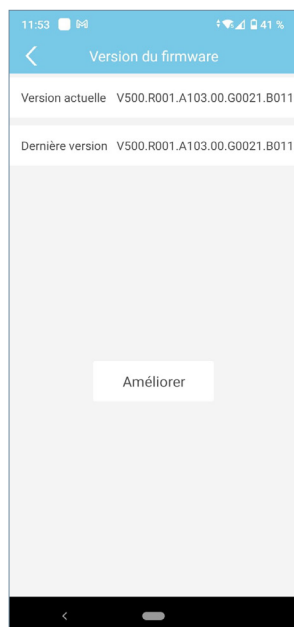 11:53 41 %
Version du firmware
Version actuelle V500.R001.A103.00.G0021.B011
Dernière version V500.R001.A103.00.G0021.B011
Améliorer